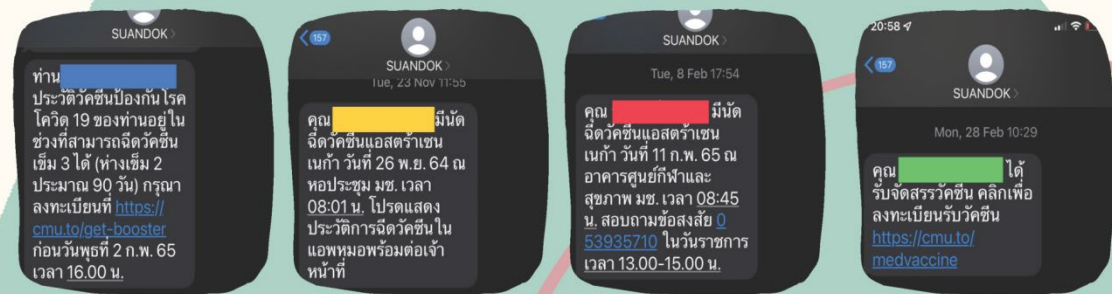 SUANDOK >
ท่าน
ประวัติวัคซีนป้องกันโรค
โควิด 19 ของท่านอยู่ใน
ช่วงที่สามารถฉีดวัคซีน
เข็ม 3 ได้ (ห่างเข็ม 2
ประมาณ 90 วัน) กรุณา
ลงทะเบียนที่ https://
cmu.to/get-booster
ก่อนวันพุธที่ 2 ก.พ. 65
เวลา 16.00 น.
157
SUANDOK >
Tue, 23 Nov 11:55
คุณ มีนัด
ฉีดวัคซีนแอสตร้าเซน
เนก้า วันที่ 26 พ.ย. 64 ณ
หอประชุม มช. เวลา
08:01 น. โปรดแสดง
ประวัติการฉีดวัคซีนใน
แอพหมอพร้อมต่อเจ้า
หน้าที่
SUANDOK >
Tue, 8 Feb 17:54
คุณ มีนัด
ฉีดวัคซีนแอสตร้าเซน
เนก้า วันที่ 11 ก.พ. 65 ณ
อาคารศูนย์กีฬาและ
สุขภาพ มช. เวลา 08:45
น. สอบถามข้อสงสัย 0
53935710 ในวันราชการ
เวลา 13.00-15.00 น.
20:58
157
SUANDOK >
Mon, 28 Feb 10:29
คุณ ได้
รับจัดสรรวัคซีน คลิกเพื่อ
ลงทะเบียนรับวัคซีน
https://cmu.to/
medvaccine